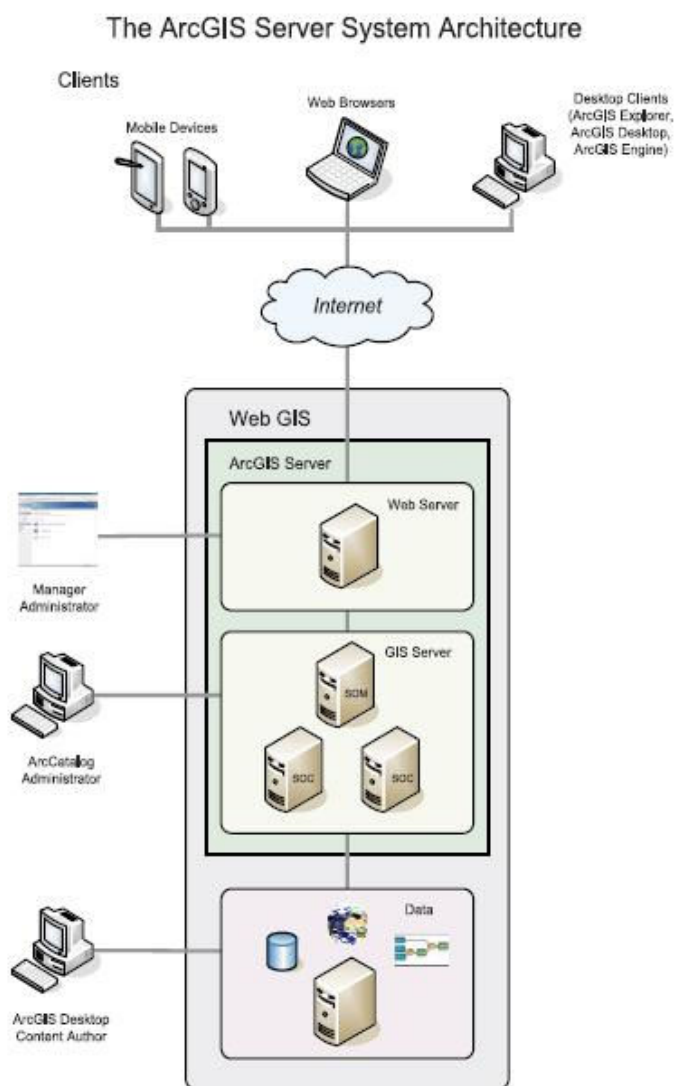 The ArcGIS Server System Architecture
Clients
Mobile Devices
Web Browsers
Desktop Clients
(ArcGIS Explorer,
ArcGIS Desktop,
ArcGIS Engine)
Internet
Web GIS
ArcGIS Server
Web Server
Manager
Administrator
GIS Server
SOM
SOC
SOC
ArcCatalog
Administrator
Data
ArcGIS Desktop
Content Author